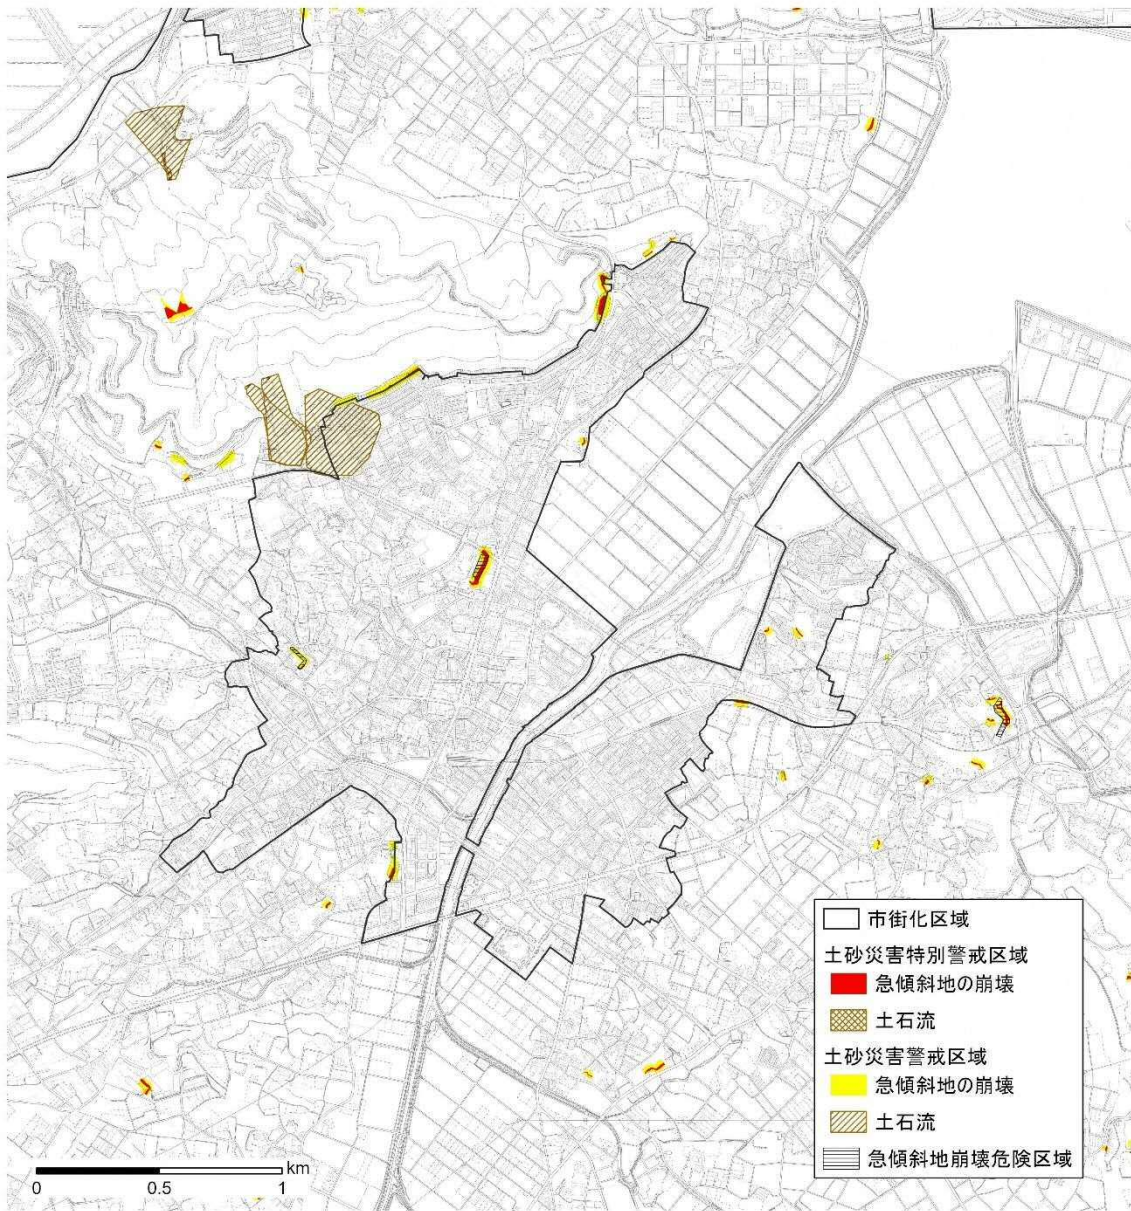 市街化区域
土砂災害特別警戒区域
急傾斜地の崩壊
土石流
土砂災害警戒区域
急傾斜地の崩壊
土石流
急傾斜地崩壊危険区域
km
0 0.5 1